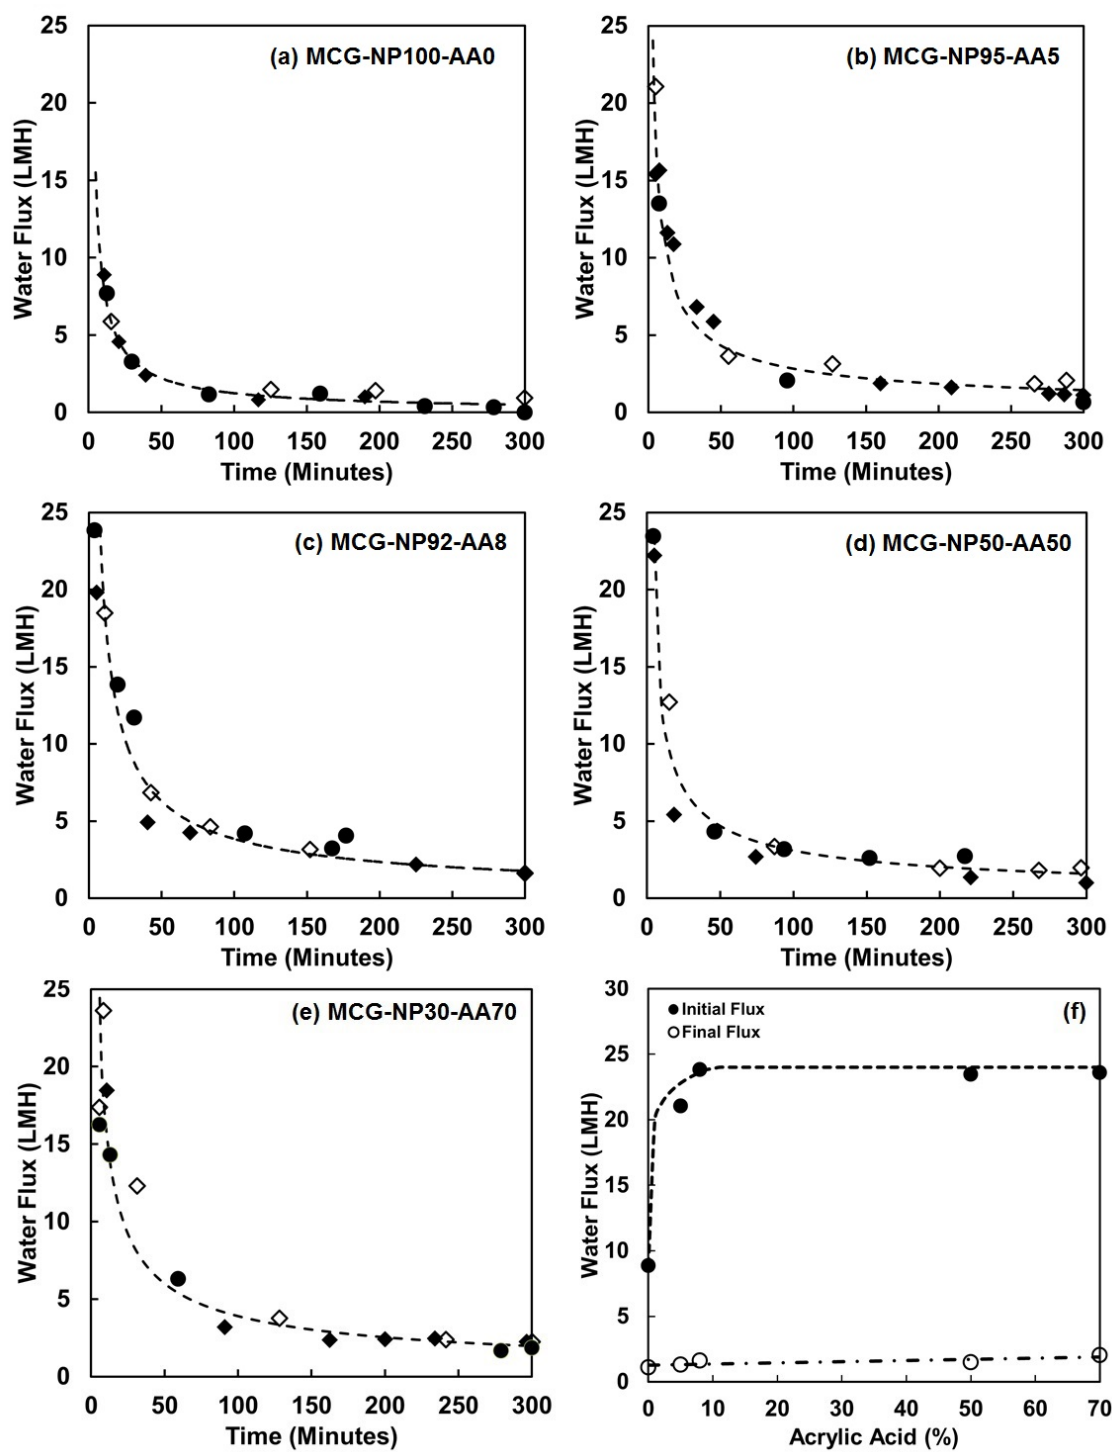 (a) MCG-NP100-AA0
Water Flux (LMH)
25
20
15
10
5
0
0 50 100 150 200 250 300
Time (Minutes)
(b) MCG-NP95-AA5
Water Flux (LMH)
25
20
15
10
5
0
0 50 100 150 200 250 300
Time (Minutes)
(c) MCG-NP92-AA8
Water Flux (LMH)
25
20
15
10
5
0
0 50 100 150 200 250 300
Time (Minutes)
(d) MCG-NP50-AA50
Water Flux (LMH)
25
20
15
10
5
0
0 50 100 150 200 250 300
Time (Minutes)
(e) MCG-NP30-AA70
Water Flux (LMH)
25
20
15
10
5
0
0 50 100 150 200 250 300
Time (Minutes)
(f)
Initial Flux
Final Flux
Water Flux (LMH)
30
25
20
15
10
5
0
0 10 20 30 40 50 60 70
Acrylic Acid (%)